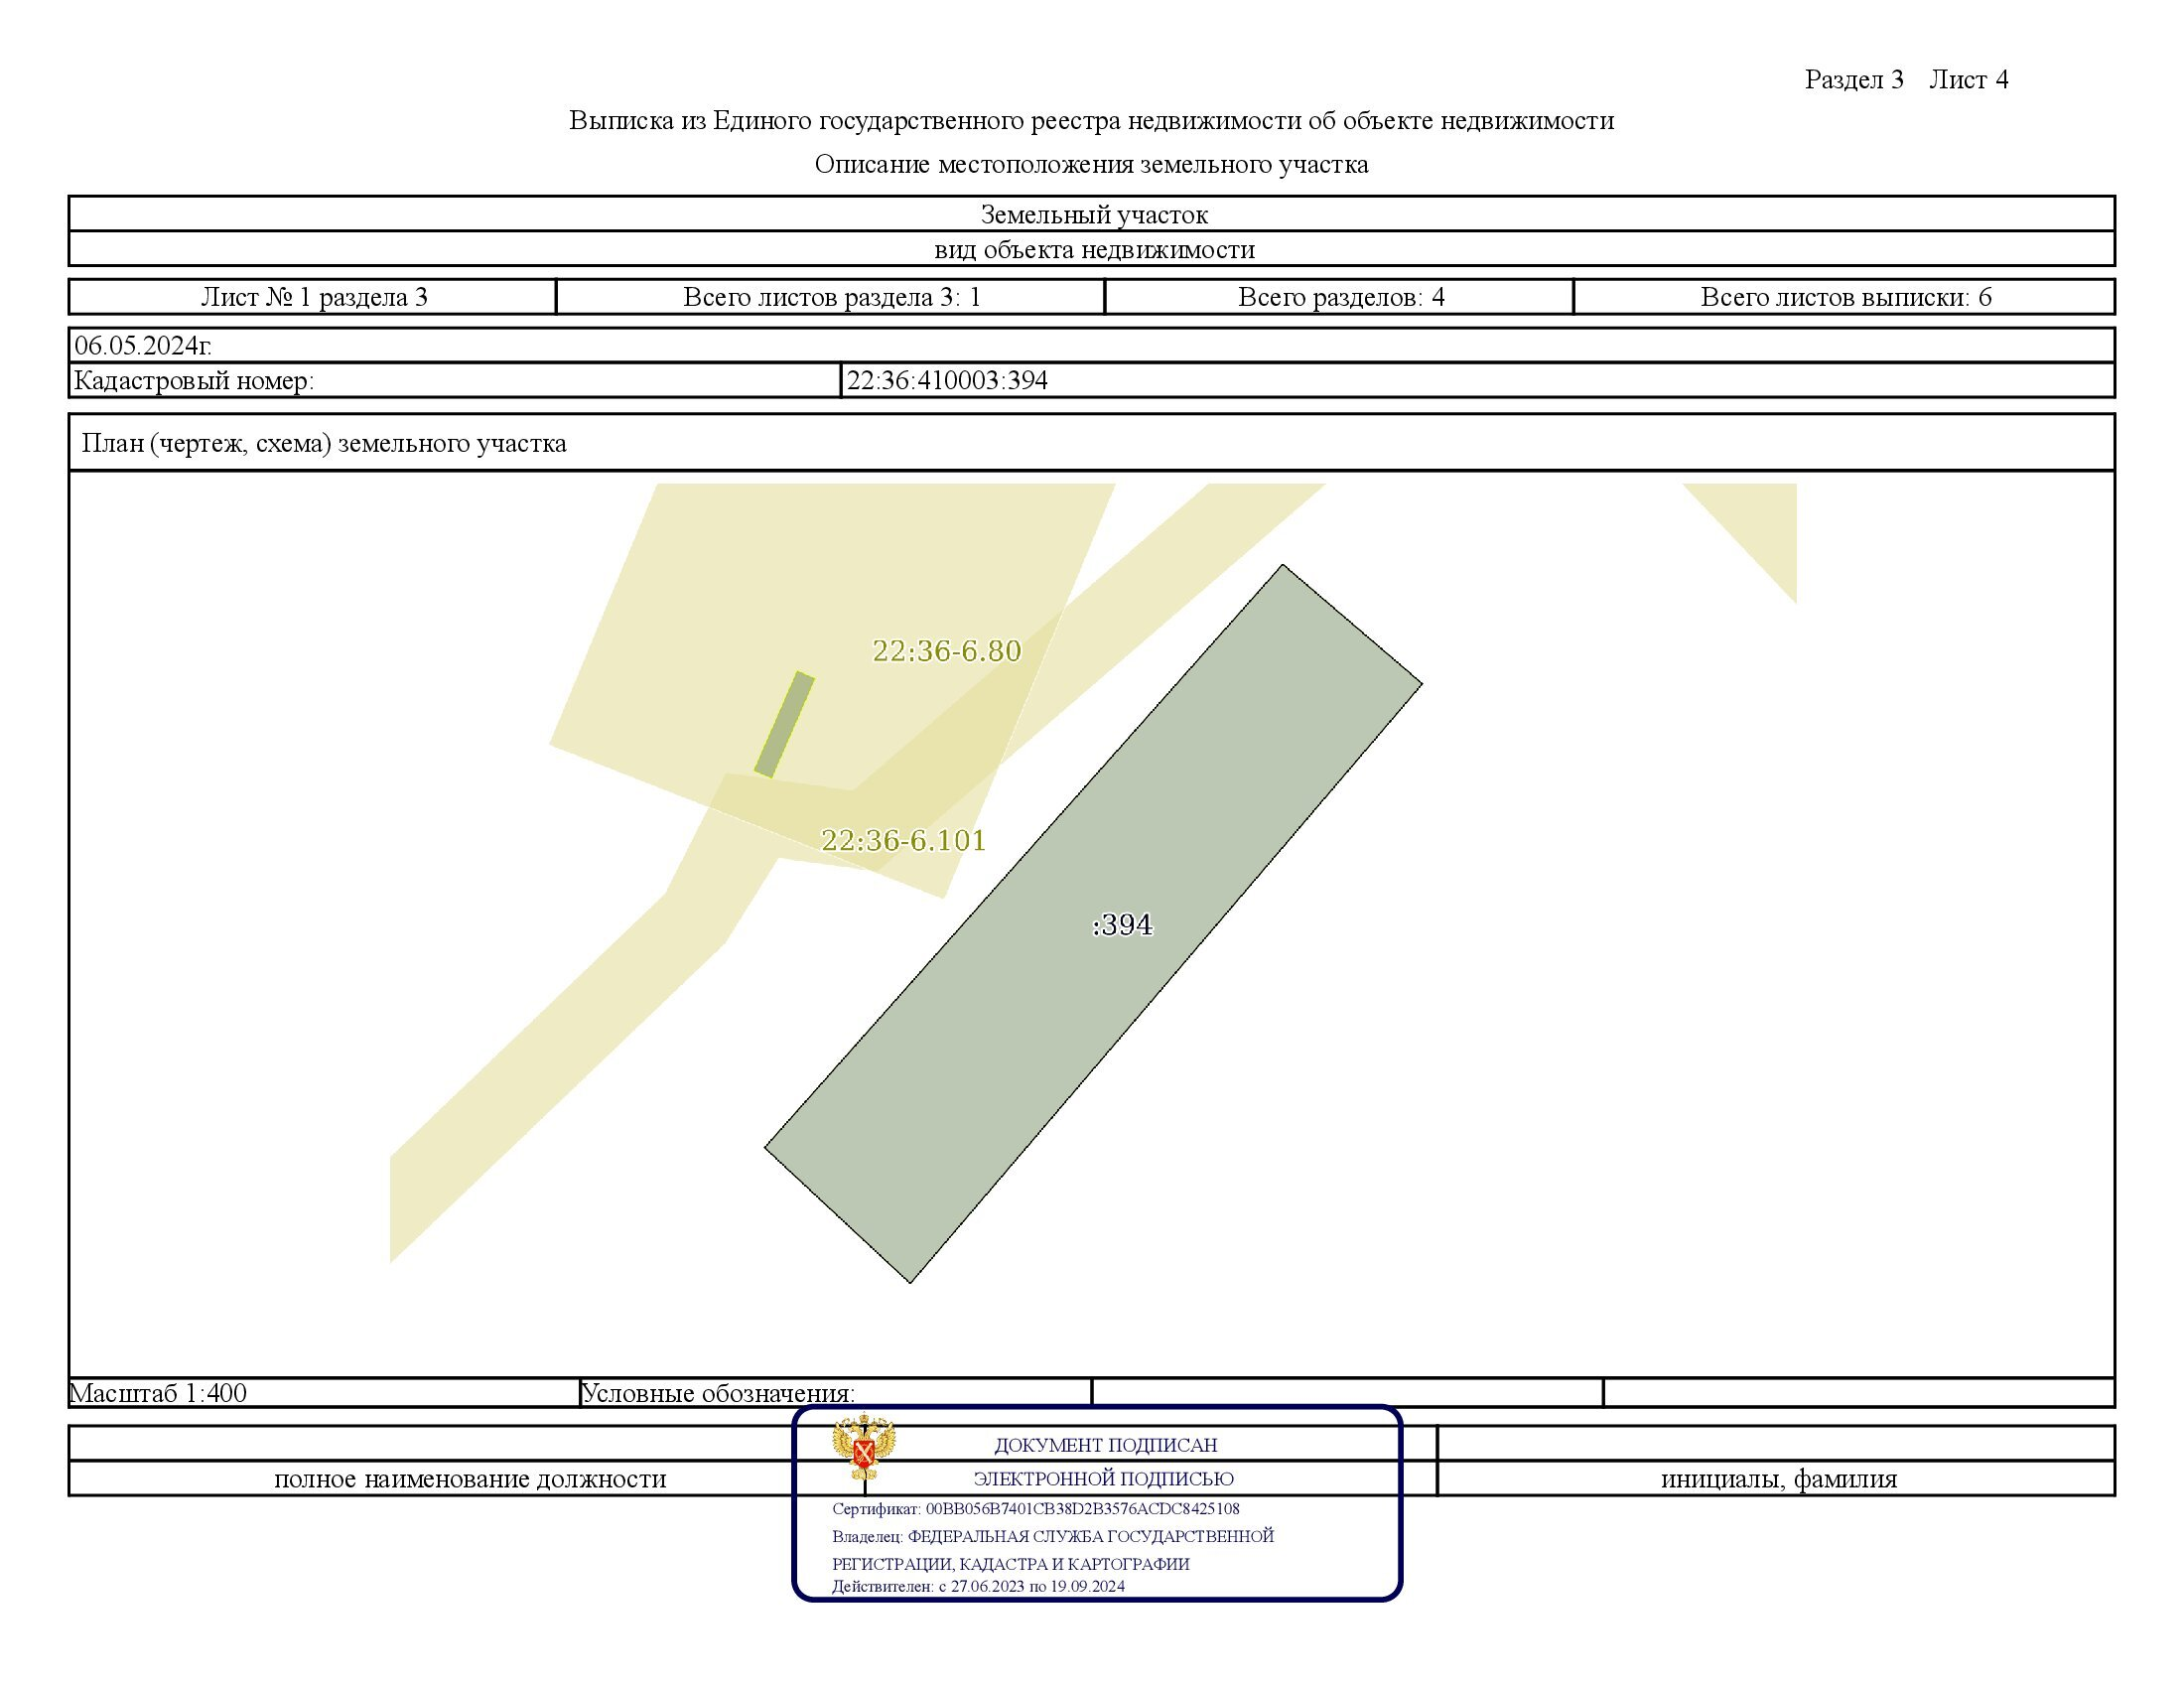 Раздел 3 Лист 4
Выписка из Единого государственного реестра недвижимости об объекте недвижимости
Описание местоположения земельного участка
Земельный участок
вид объекта недвижимости
Лист № 1 раздела 3 Всего листов раздела 3: 1 Всего разделов: 4 Всего листов выписки: 6
06.05.2024г.
Кадастровый номер: 22:36:410003:394
План (чертеж, схема) земельного участка
22:36-6.80
22:36-6.101
:394
Масштаб 1:400 Условные обозначения:
ДОКУМЕНТ ПОДПИСАН
полное наименование должности ЭЛЕКТРОННОЙ ПОДПИСЬЮ инициалы, фамилия
Сертификат: 00BB056B7401CB38D2B3576ACDC8425108
Владелец: ФЕДЕРАЛЬНАЯ СЛУЖБА ГОСУДАРСТВЕННОЙ
РЕГИСТРАЦИИ, КАДАСТРА И КАРТОГРАФИИ
Действителен: с 27.06.2023 по 19.09.2024